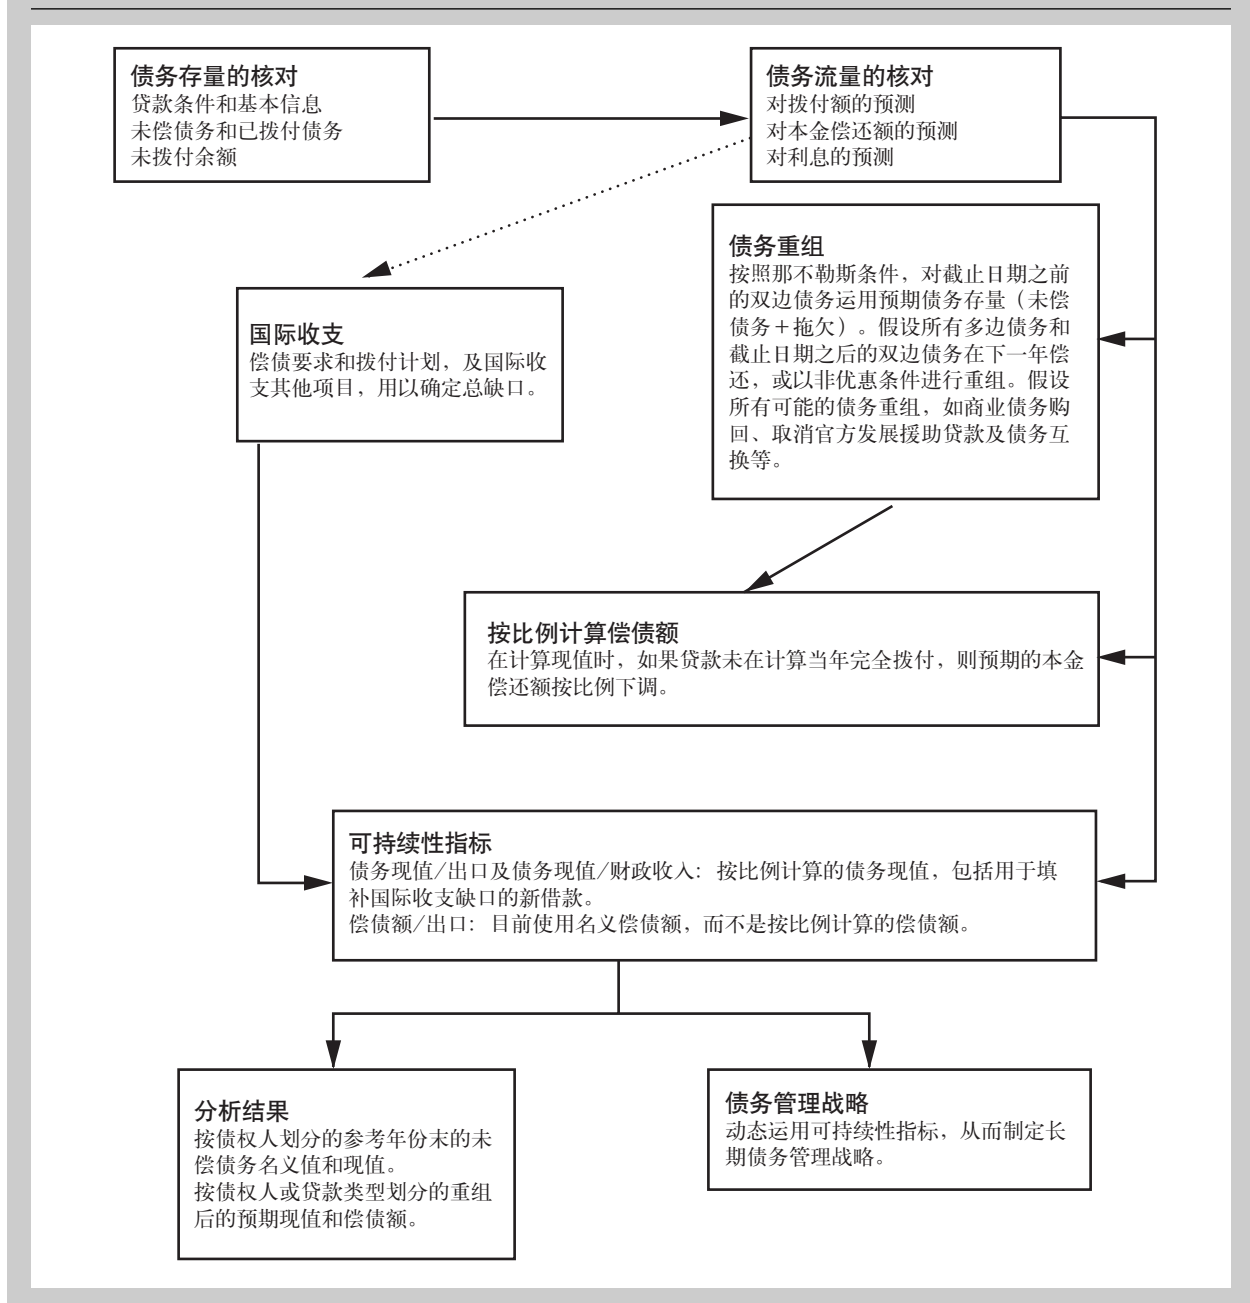 债务存量的核对
贷款条件和基本信息
未偿债务和已拨付债务
未拨付余额
债务流量的核对
对拨付额的预测
对本金偿还额的预测
对利息的预测
债务重组
按照那不勒斯条件，对截止日期之前
的双边债务运用预期债务存量（未偿
债务＋拖欠）。假设所有多边债务和
截止日期之后的双边债务在下一年偿
还，或以非优惠条件进行重组。假设
所有可能的债务重组，如商业债务购
回、取消官方发展援助贷款及债务互
换等。
国际收支
偿债要求和拨付计划，及国际收
支其他项目，用以确定总缺口。
按比例计算偿债额
在计算现值时，如果贷款未在计算当年完全拨付，则预期的本金
偿还额按比例下调。
可持续性指标
债务现值/出口及债务现值/财政收入：按比例计算的债务现值，包括用于填
补国际收支缺口的新借款。
偿债额/出口：目前使用名义偿债额，而不是按比例计算的偿债额。
分析结果
按债权人划分的参考年份末的未
偿债务名义值和现值。
按债权人或贷款类型划分的重组
后的预期现值和偿债额。
债务管理战略
动态运用可持续性指标，从而制定长
期债务管理战略。